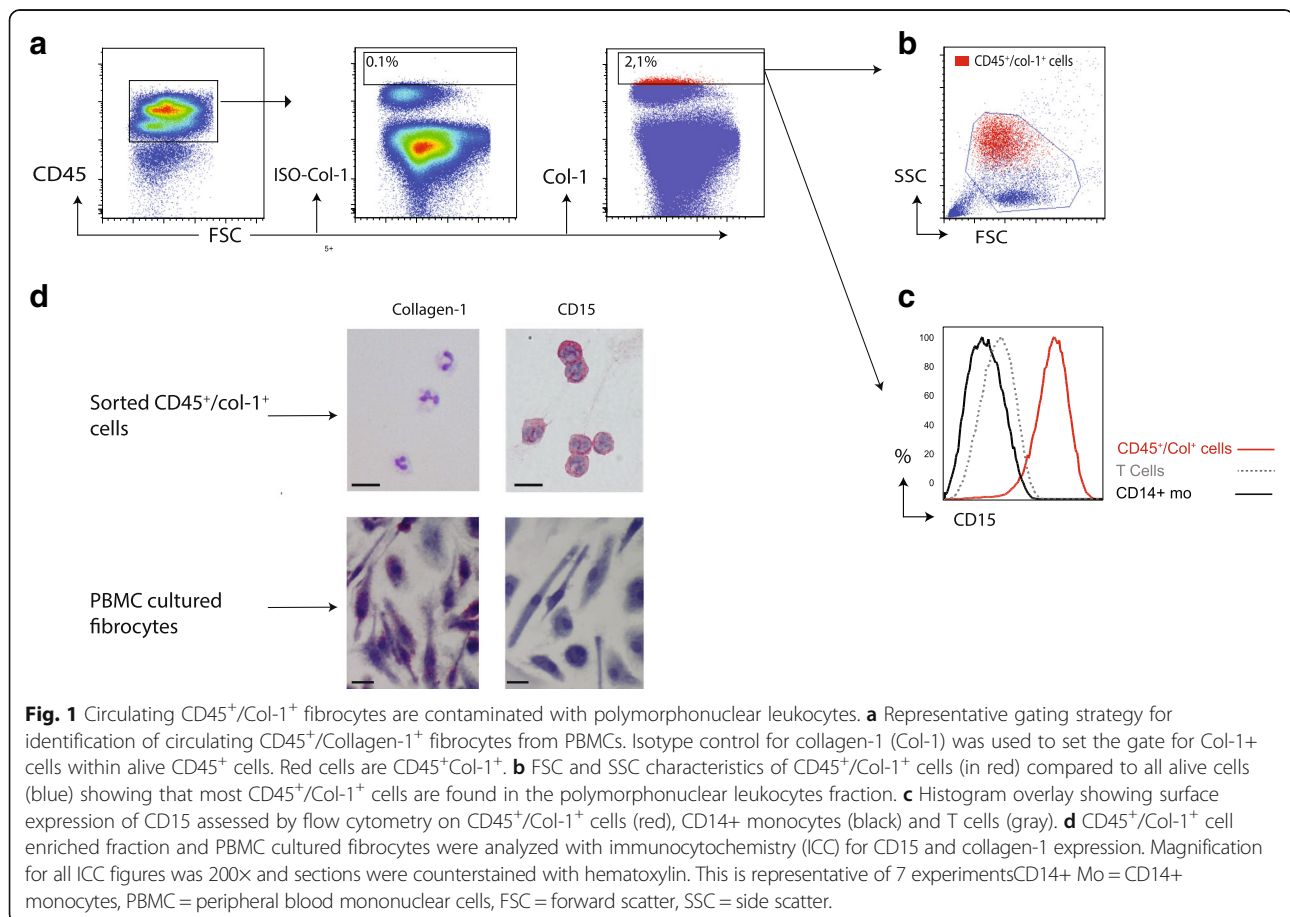 a
0.1%
2,1%
CD45
ISO-Col-1
Col-1
FSC
5+
b
CD45⁺/col-1⁺ cells
SSC
FSC
c
100
80
60
40
20
0
%
CD15
CD45⁺/Col⁺ cells
T Cells
CD14+ mo
d
Collagen-1
CD15
Sorted CD45⁺/col-1⁺
cells
PBMC cultured
fibrocytes
Fig. 1 Circulating CD45⁺/Col-1⁺ fibrocytes are contaminated with polymorphonuclear leukocytes. a Representative gating strategy for
identification of circulating CD45⁺/Collagen-1⁺ fibrocytes from PBMCs. Isotype control for collagen-1 (Col-1) was used to set the gate for Col-1+
cells within alive CD45⁺ cells. Red cells are CD45⁺Col-1⁺. b FSC and SSC characteristics of CD45⁺/Col-1⁺ cells (in red) compared to all alive cells
(blue) showing that most CD45⁺/Col-1⁺ cells are found in the polymorphonuclear leukocytes fraction. c Histogram overlay showing surface
expression of CD15 assessed by flow cytometry on CD45⁺/Col-1⁺ cells (red), CD14+ monocytes (black) and T cells (gray). d CD45⁺/Col-1⁺ cell
enriched fraction and PBMC cultured fibrocytes were analyzed with immunocytochemistry (ICC) for CD15 and collagen-1 expression. Magnification
for all ICC figures was 200× and sections were counterstained with hematoxylin. This is representative of 7 experimentsCD14+ Mo = CD14+
monocytes, PBMC = peripheral blood mononuclear cells, FSC = forward scatter, SSC = side scatter.